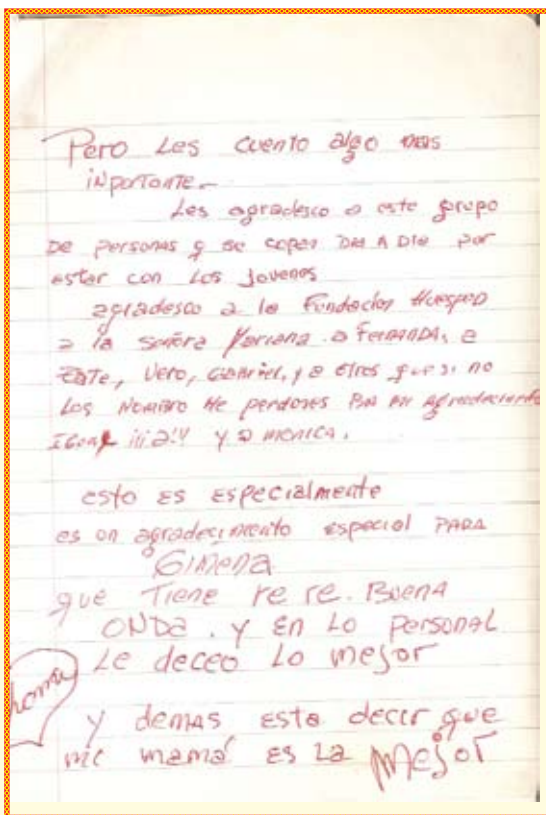 Pero Les cuento algo mas
iNporTanTe.-
Les agradesco a este grupo
De personas q se copan DIA A DIA por
estar con Los Jovenes
agradesco a la Fundacion Huesped
a la señora Mariana. a FernanDA, a
Vero, Gabriel, y a otros que si no
Los NomBro Me perdonen
IGual y a monica.
esto es especialmente
es un agradecimiento especial PARA
Gimena
que Tiene re re. Buena
ONDa. y en Lo personal
Le deceo Lo mejor
y demas esta decir que
mi mamá es La mejor